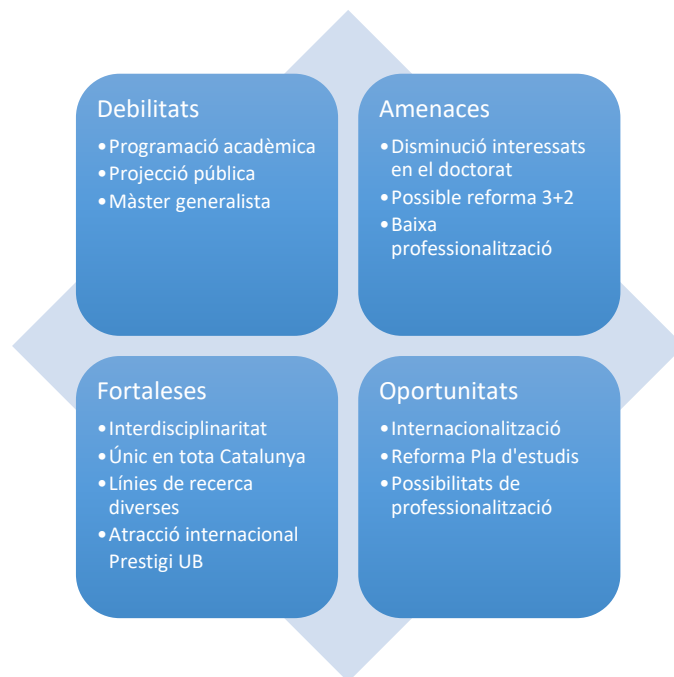 Debilitats
•Programació acadèmica
•Projecció pública
•Màster generalista
Amenaces
•Disminució interessats
en el doctorat
•Possible reforma 3+2
•Baixa
professionalització
Fortaleses
•Interdisciplinaritat
•Únic en tota Catalunya
•Línies de recerca
diverses
•Atracció internacional
Prestigi UB
Oportunitats
•Internacionalització
•Reforma Pla d'estudis
•Possibilitats de
professionalització